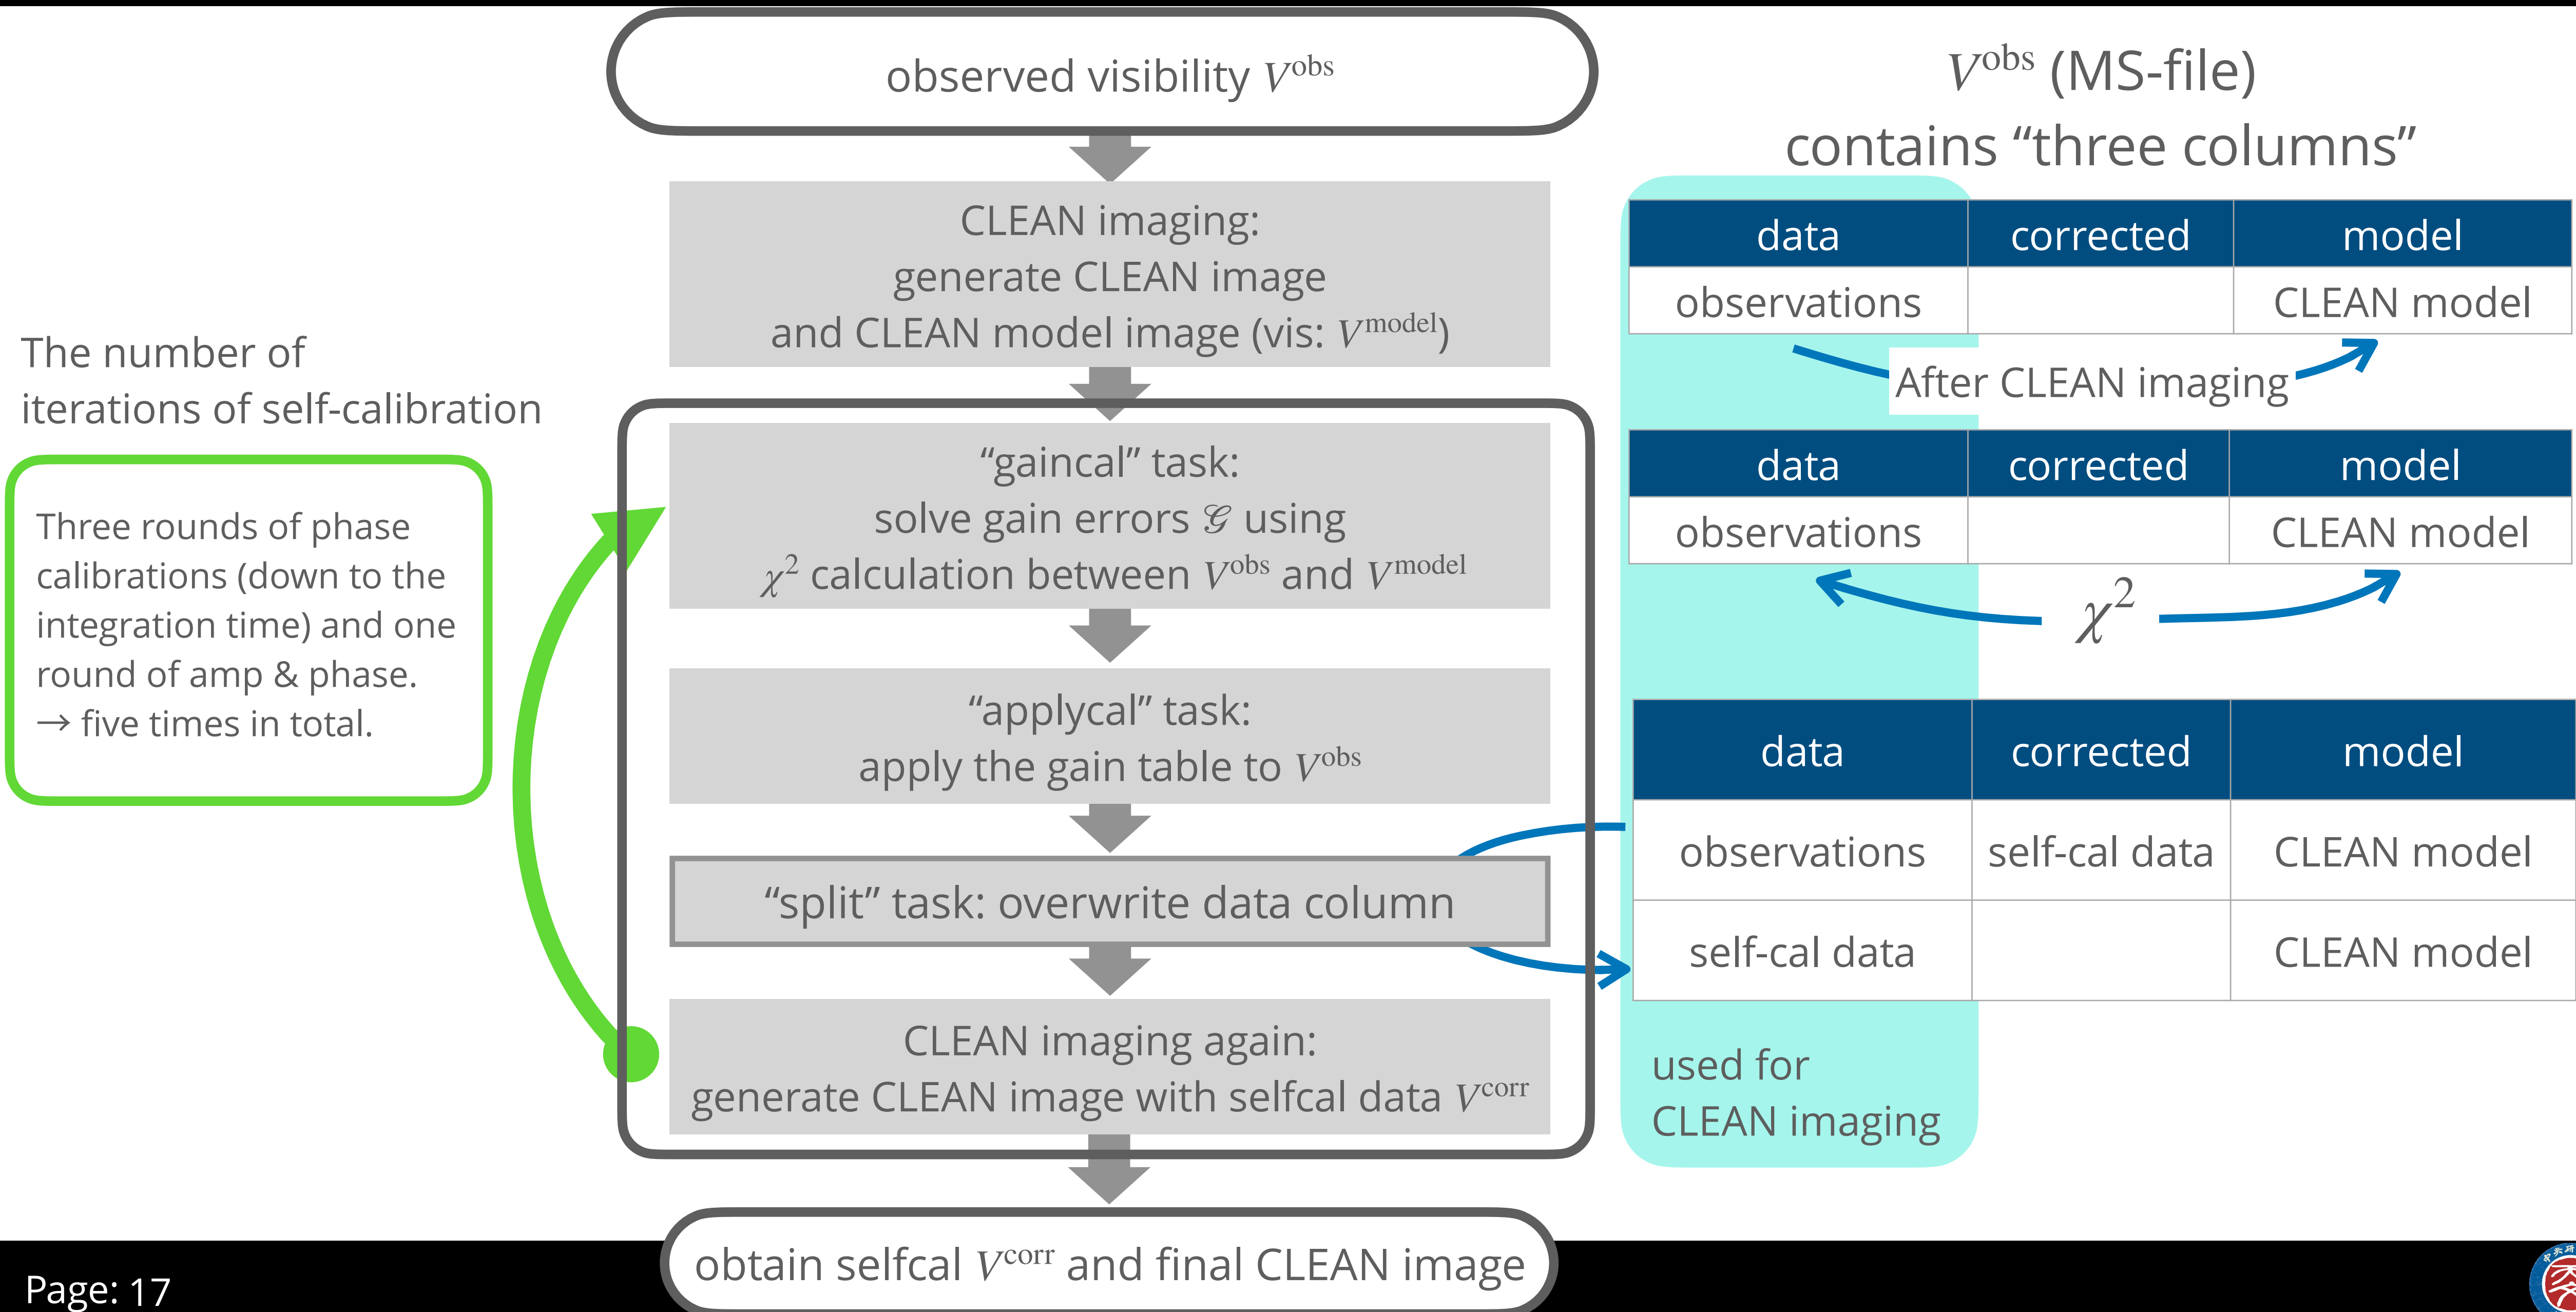 observed visibility V^obs
CLEAN imaging:
generate CLEAN image
and CLEAN model image (vis: V^model)
“gaincal” task:
solve gain errors 𝒢 using
χ² calculation between V^obs and V^model
“applycal” task:
apply the gain table to V^obs
“split” task: overwrite data column
CLEAN imaging again:
generate CLEAN image with selfcal data V^corr
obtain selfcal V^corr and final CLEAN image
The number of
iterations of self-calibration
Three rounds of phase
calibrations (down to the
integration time) and one
round of amp & phase.
→ five times in total.
V^obs (MS-file)
contains “three columns”
data corrected model
observations CLEAN model
After CLEAN imaging
data corrected model
observations CLEAN model
χ²
data corrected model
observations self-cal data CLEAN model
self-cal data CLEAN model
used for
CLEAN imaging
Page: 17